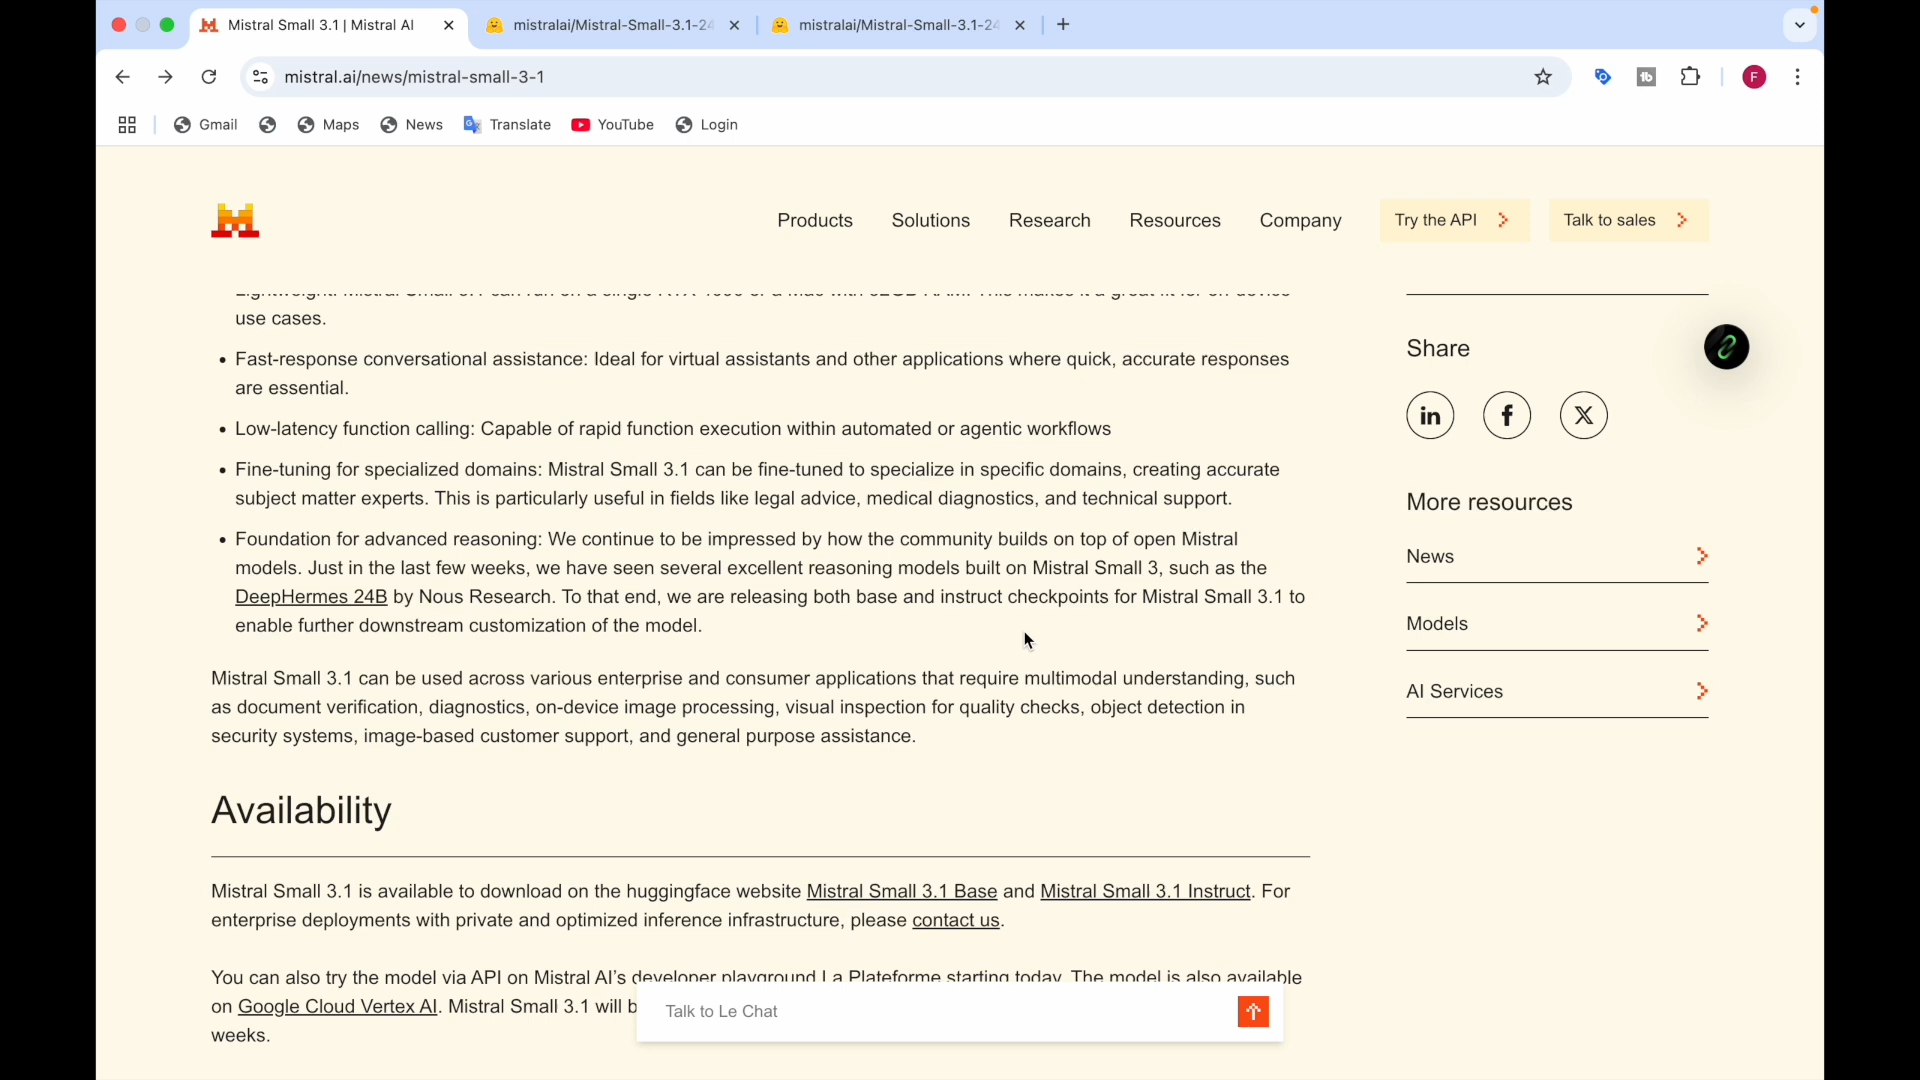 Mistral Small 3.1 | Mistral AI
mistralai/Mistral-Small-3.1-24
mistralai/Mistral-Small-3.1-24
mistral.ai/news/mistral-small-3-1
F
Gmail
Maps
News
Translate
YouTube
Login
Products
Solutions
Research
Resources
Company
Try the API
Talk to sales
use cases.
• Fast-response conversational assistance: Ideal for virtual assistants and other applications where quick, accurate responses
are essential.
• Low-latency function calling: Capable of rapid function execution within automated or agentic workflows
• Fine-tuning for specialized domains: Mistral Small 3.1 can be fine-tuned to specialize in specific domains, creating accurate
subject matter experts. This is particularly useful in fields like legal advice, medical diagnostics, and technical support.
• Foundation for advanced reasoning: We continue to be impressed by how the community builds on top of open Mistral
models. Just in the last few weeks, we have seen several excellent reasoning models built on Mistral Small 3, such as the
DeepHermes 24B by Nous Research. To that end, we are releasing both base and instruct checkpoints for Mistral Small 3.1 to
enable further downstream customization of the model.
Mistral Small 3.1 can be used across various enterprise and consumer applications that require multimodal understanding, such
as document verification, diagnostics, on-device image processing, visual inspection for quality checks, object detection in
security systems, image-based customer support, and general purpose assistance.
Availability
Mistral Small 3.1 is available to download on the huggingface website Mistral Small 3.1 Base and Mistral Small 3.1 Instruct. For
enterprise deployments with private and optimized inference infrastructure, please contact us.
You can also try the model via API on Mistral AI’s developer playground La Plateforme starting today. The model is also available
on Google Cloud Vertex AI. Mistral Small 3.1 will b
weeks.
Talk to Le Chat
Share
in
f
X
More resources
News
Models
AI Services